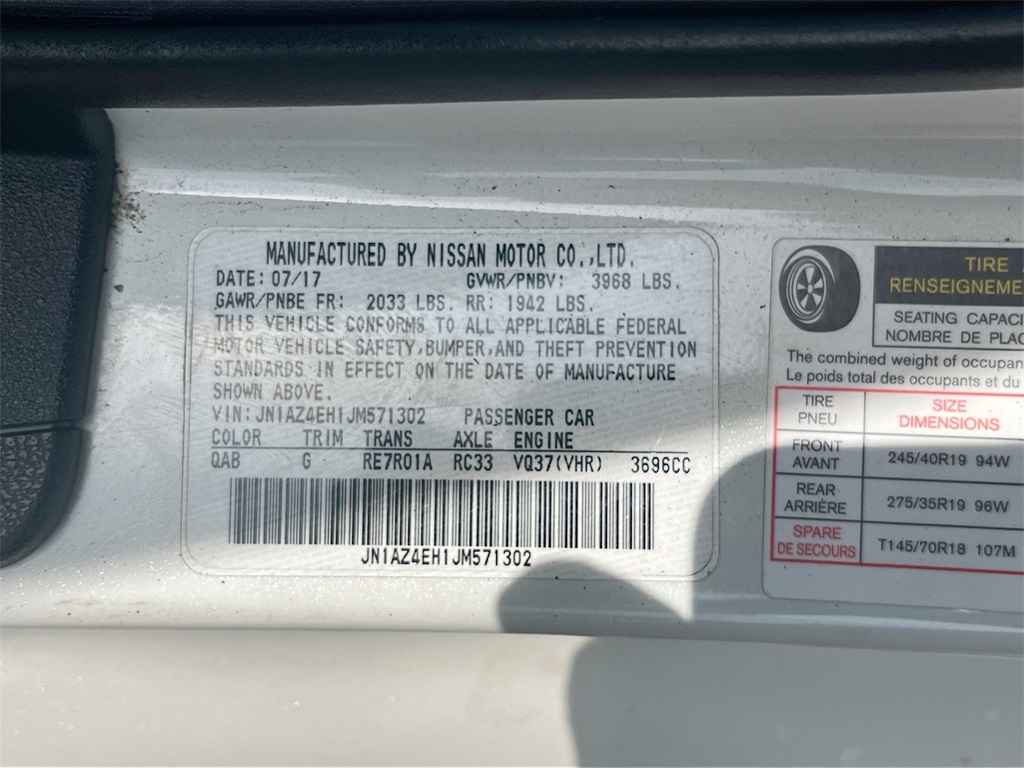 MANUFACTURED BY NISSAN MOTOR CO.,LTD.
DATE: 07/17 GVWR/PNBV: 3968 LBS.
GAWR/PNBE FR: 2033 LBS. RR: 1942 LBS.
THIS VEHICLE CONFORMS TO ALL APPLICABLE FEDERAL
MOTOR VEHICLE SAFETY,BUMPER,AND THEFT PREVENTION
STANDARDS IN EFFECT ON THE DATE OF MANUFACTURE
SHOWN ABOVE.
VIN: JN1AZ4EH1JM571302 PASSENGER CAR
COLOR TRIM TRANS AXLE ENGINE
QAB G RE7R01A RC33 VQ37(VHR) 3696CC
JN1AZ4EH1JM571302
TIRE
RENSEIGNEME
SEATING CAPACI
NOMBRE DE PLAC
The combined weight of occupan
Le poids total des occupants et du
TIRE SIZE
PNEU DIMENSIONS
FRONT
AVANT 245/40R19 94W
REAR
ARRIÈRE 275/35R19 96W
SPARE
DE SECOURS T145/70R18 107M